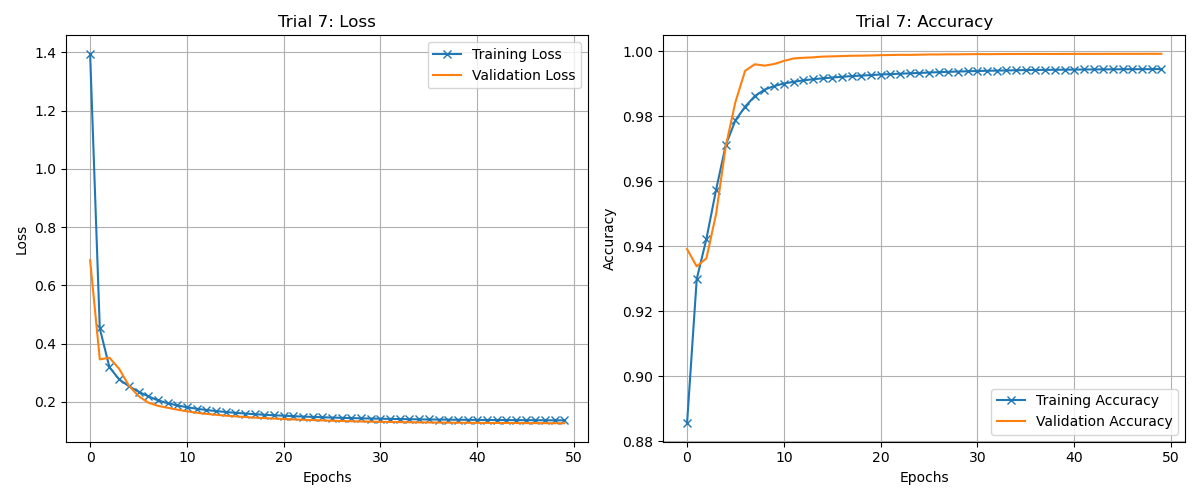 Trial 7: Loss
1.4
1.2
1.0
0.8
0.6
0.4
0.2
Loss
0
10
20
30
40
50
Epochs
Training Loss
Validation Loss
Trial 7: Accuracy
1.00
0.98
0.96
0.94
0.92
0.90
0.88
Accuracy
0
10
20
30
40
50
Epochs
Training Accuracy
Validation Accuracy